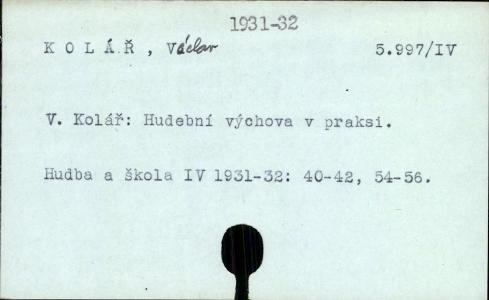 1931-32
K O L Á Ř , Václav 5.997/IV
V. Kolář: Hudební výchova v praksi.
Hudba a škola IV 1931-32: 40-42, 54-56.